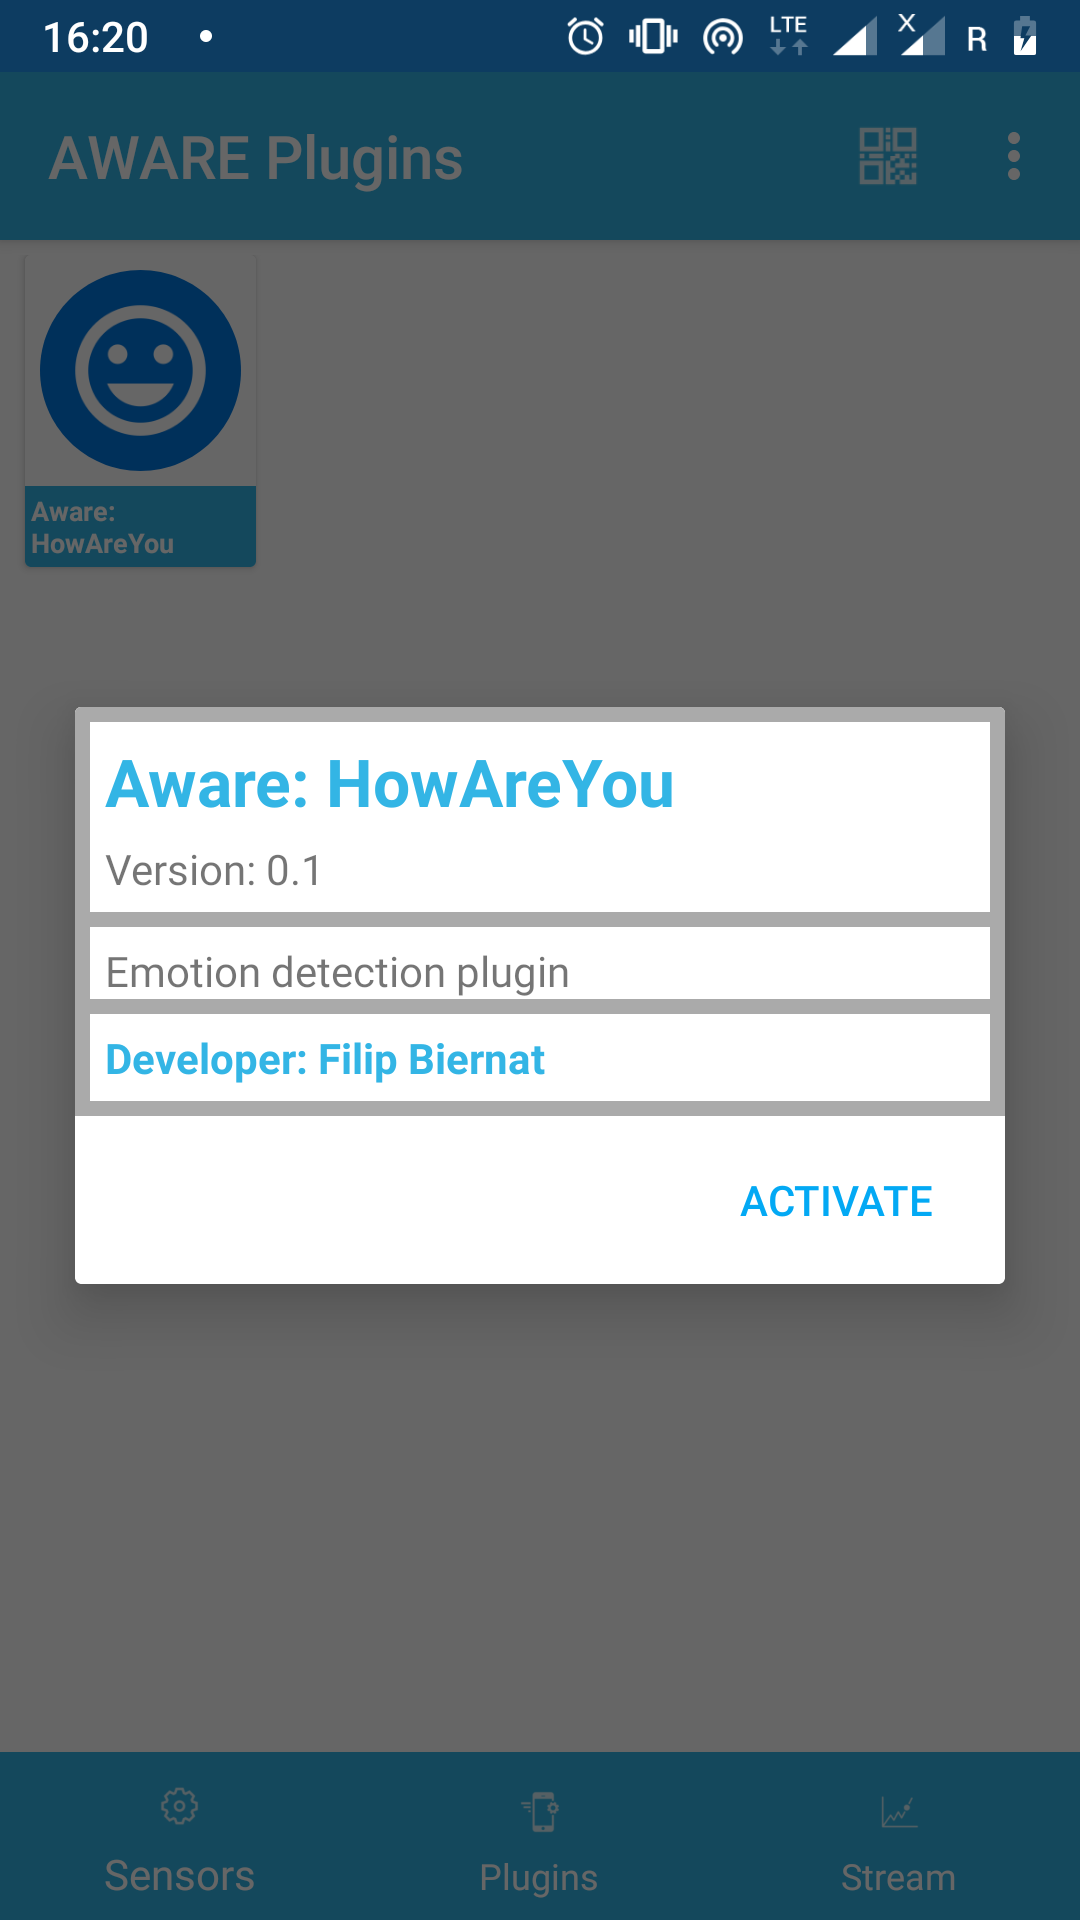 16:20
LTE
X
R
AWARE Plugins
Aware:
HowAreYou
Aware: HowAreYou
Version: 0.1
Emotion detection plugin
Developer: Filip Biernat
ACTIVATE
Sensors
Plugins
Stream